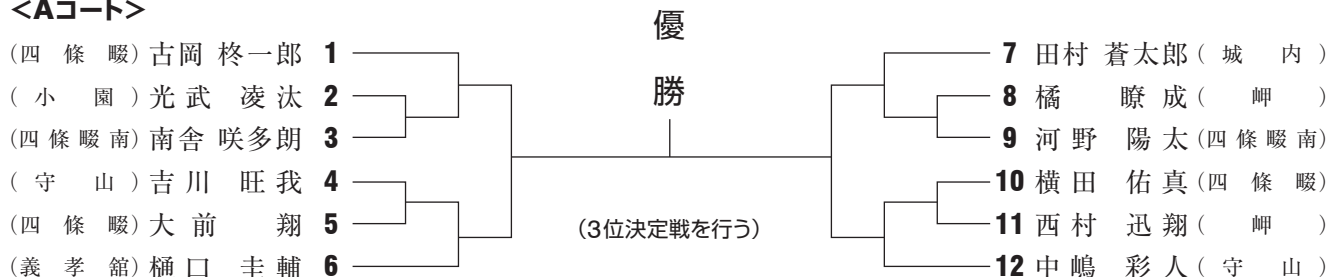 ＜Aコート＞
優勝
(四條畷)古岡 柊一郎 1
(小園)光武 凌汰 2
(四條畷南)南舎 咲多朗 3
(守山)吉川 旺我 4
(四條畷)大前 翔 5
(義孝舘)樋口 圭輔 6
(3位決定戦を行う)
7 田村 蒼太郎(城内)
8 橘 瞭成(岬)
9 河野 陽太(四條畷南)
10 横田 佑真(四條畷)
11 西村 迅翔(岬)
12 中嶋 彩人(守山)